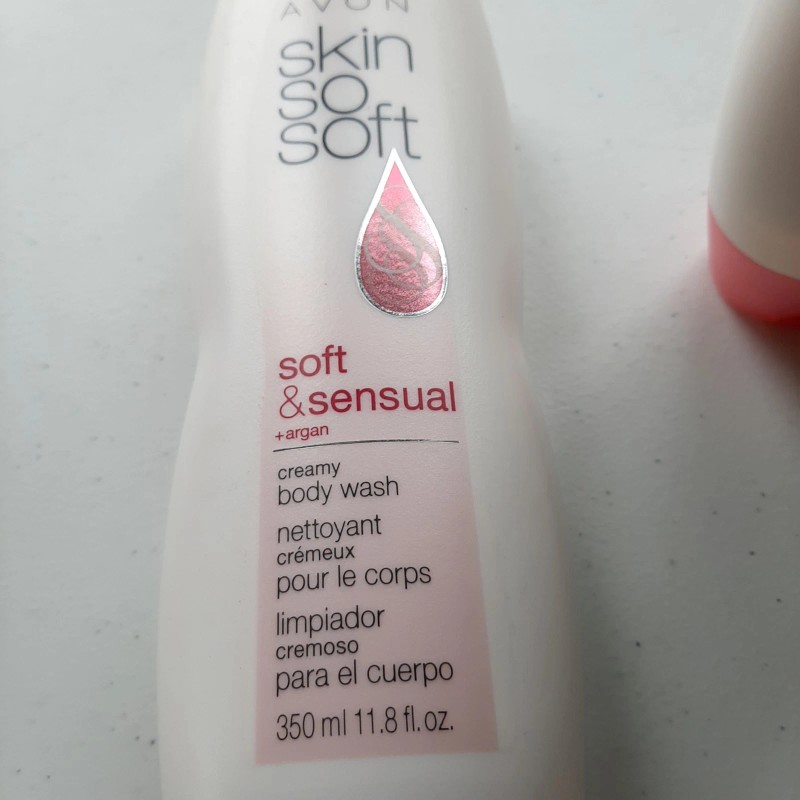 AVON
skin
so
soft
soft
&sensual
+argan
creamy
body wash
nettoyant
crémeux
pour le corps
limpiador
cremoso
para el cuerpo
350 ml 11.8 fl. oz.